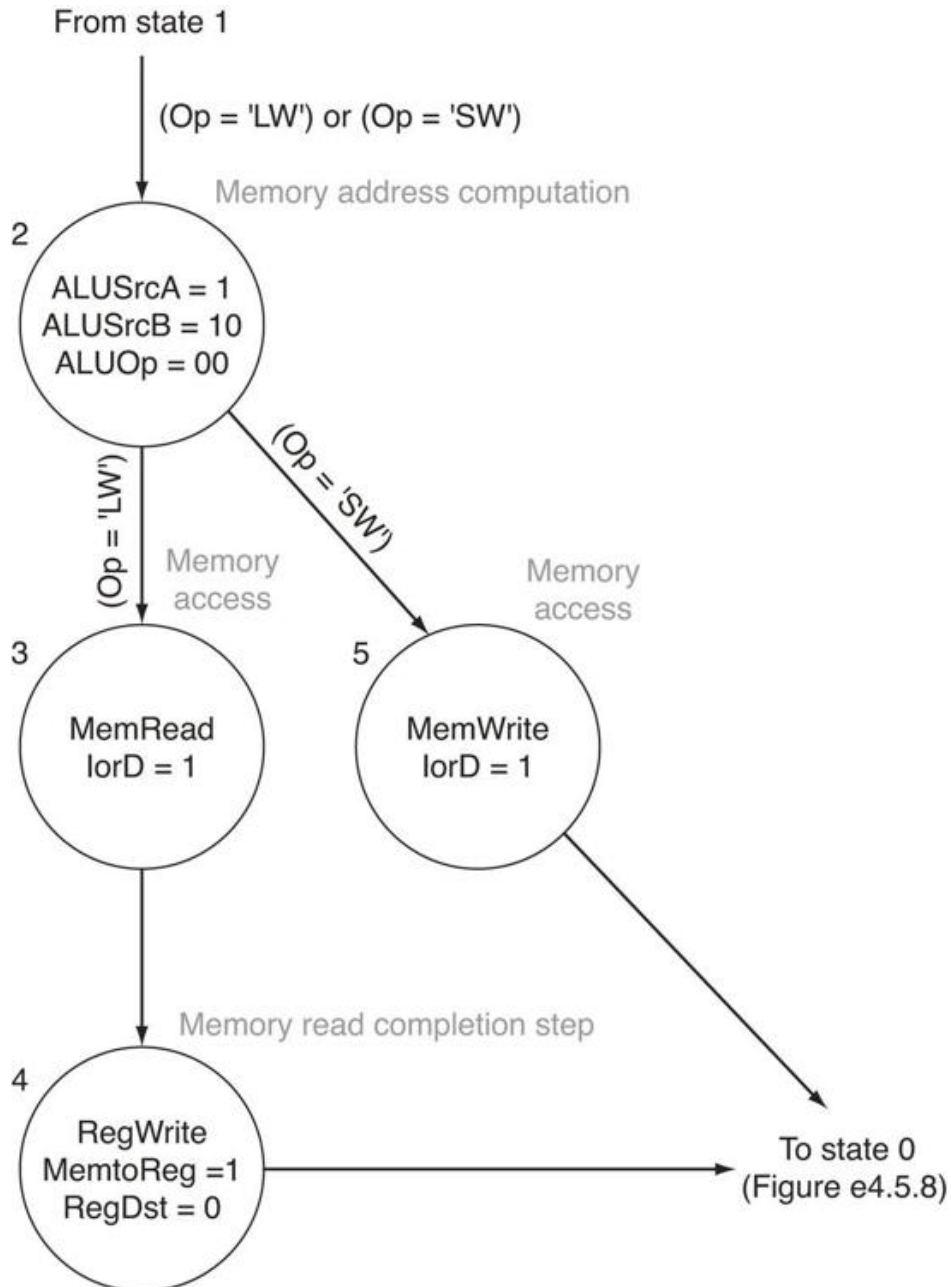 From state 1
(Op = 'LW') or (Op = 'SW')
Memory address computation
2
ALUSrcA = 1
ALUSrcB = 10
ALUOp = 00
(Op = 'LW')
(Op = 'SW')
Memory
access
Memory
access
3
MemRead
IorD = 1
5
MemWrite
IorD = 1
Memory read completion step
4
RegWrite
MemtoReg =1
RegDst = 0
To state 0
(Figure e4.5.8)